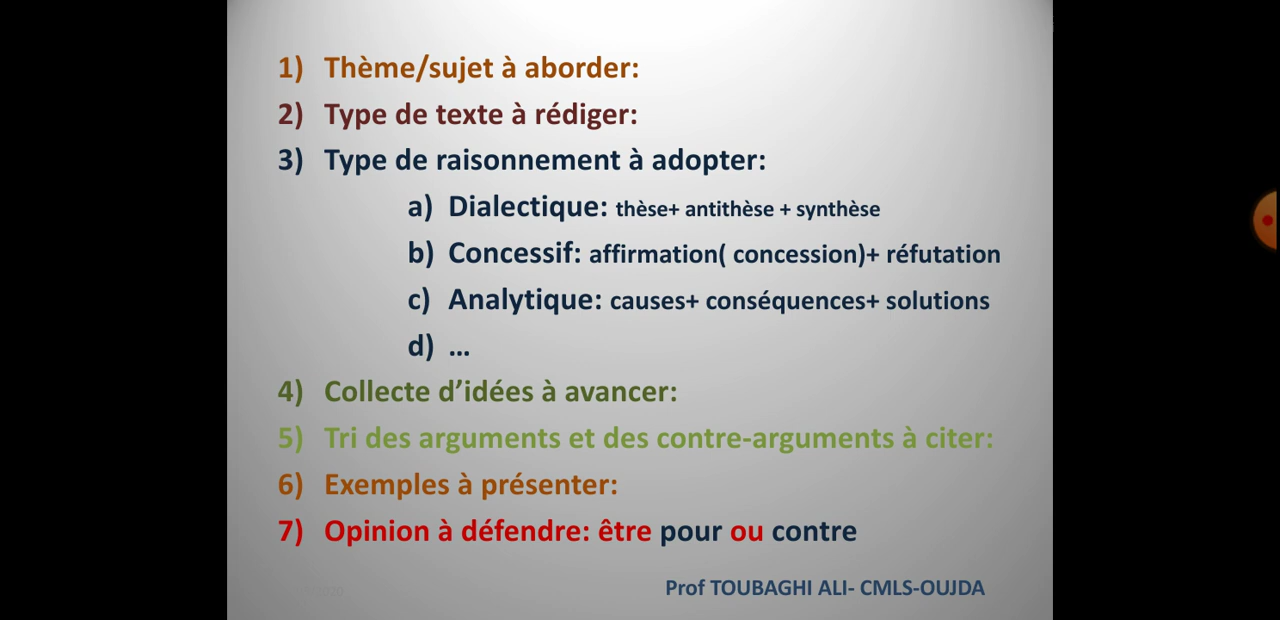 1) Thème/sujet à aborder:
2) Type de texte à rédiger:
3) Type de raisonnement à adopter:
a) Dialectique: thèse+ antithèse + synthèse
b) Concessif: affirmation( concession)+ réfutation
c) Analytique: causes+ conséquences+ solutions
d) ...
4) Collecte d’idées à avancer:
5) Tri des arguments et des contre-arguments à citer:
6) Exemples à présenter:
7) Opinion à défendre: être pour ou contre
Prof TOUBAGHI ALI- CMLS-OUJDA